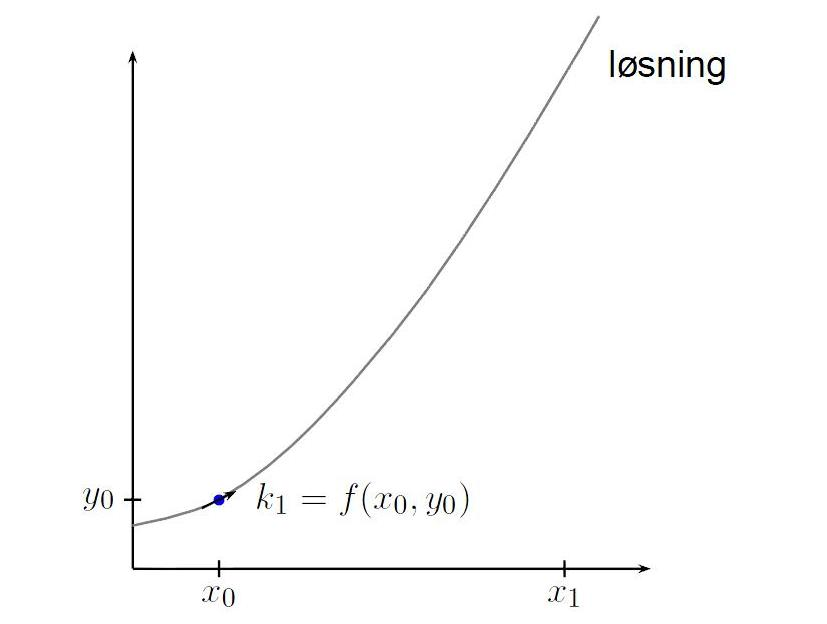 løsning
y₀
k₁ = f(x₀, y₀)
x₀
x₁